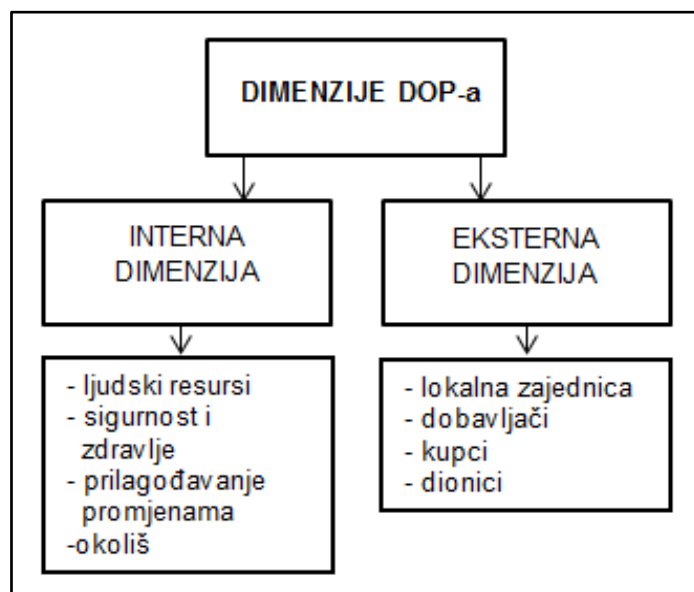 DIMENZIJE DOP-a
INTERNA
DIMENZIJA
EKSTERNA
DIMENZIJA
- ljudski resursi
- sigurnost i
zdravlje
- prilagođavanje
promjenama
-okoliš
- lokalna zajednica
- dobavljači
- kupci
- dionici